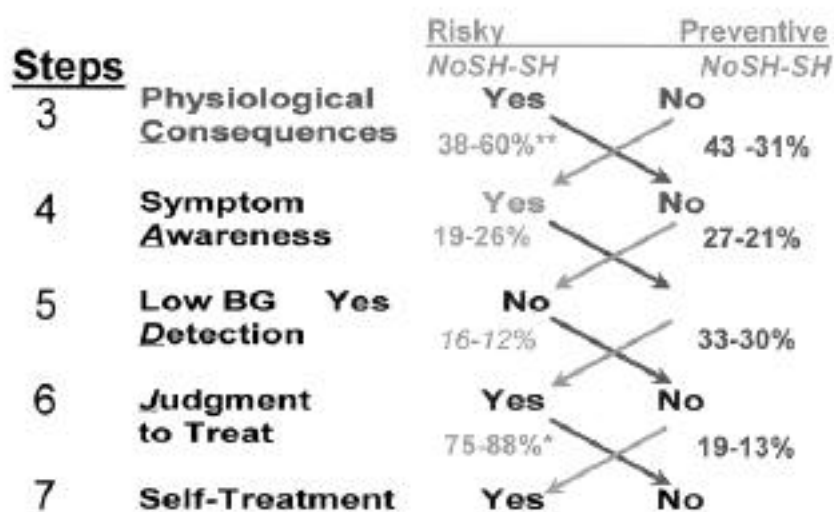 Risky Preventive
Steps NoSH-SH NoSH-SH
3 Physiological Yes No
Consequences 38-60%** 43 -31%
4 Symptom Yes No
Awareness 19-26% 27-21%
5 Low BG Yes No
Detection 16-12% 33-30%
6 Judgment Yes No
to Treat 75-88%* 19-13%
7 Self-Treatment Yes No